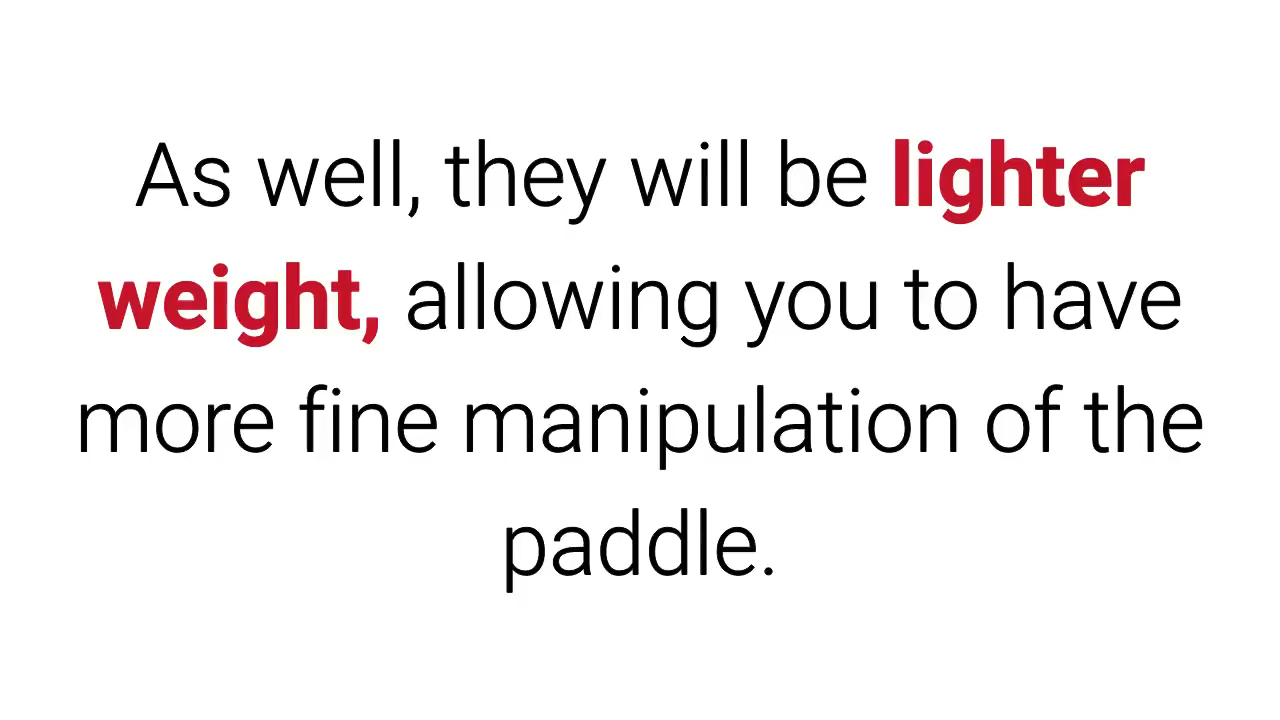 As well, they will be lighter
weight, allowing you to have
more fine manipulation of the
paddle.